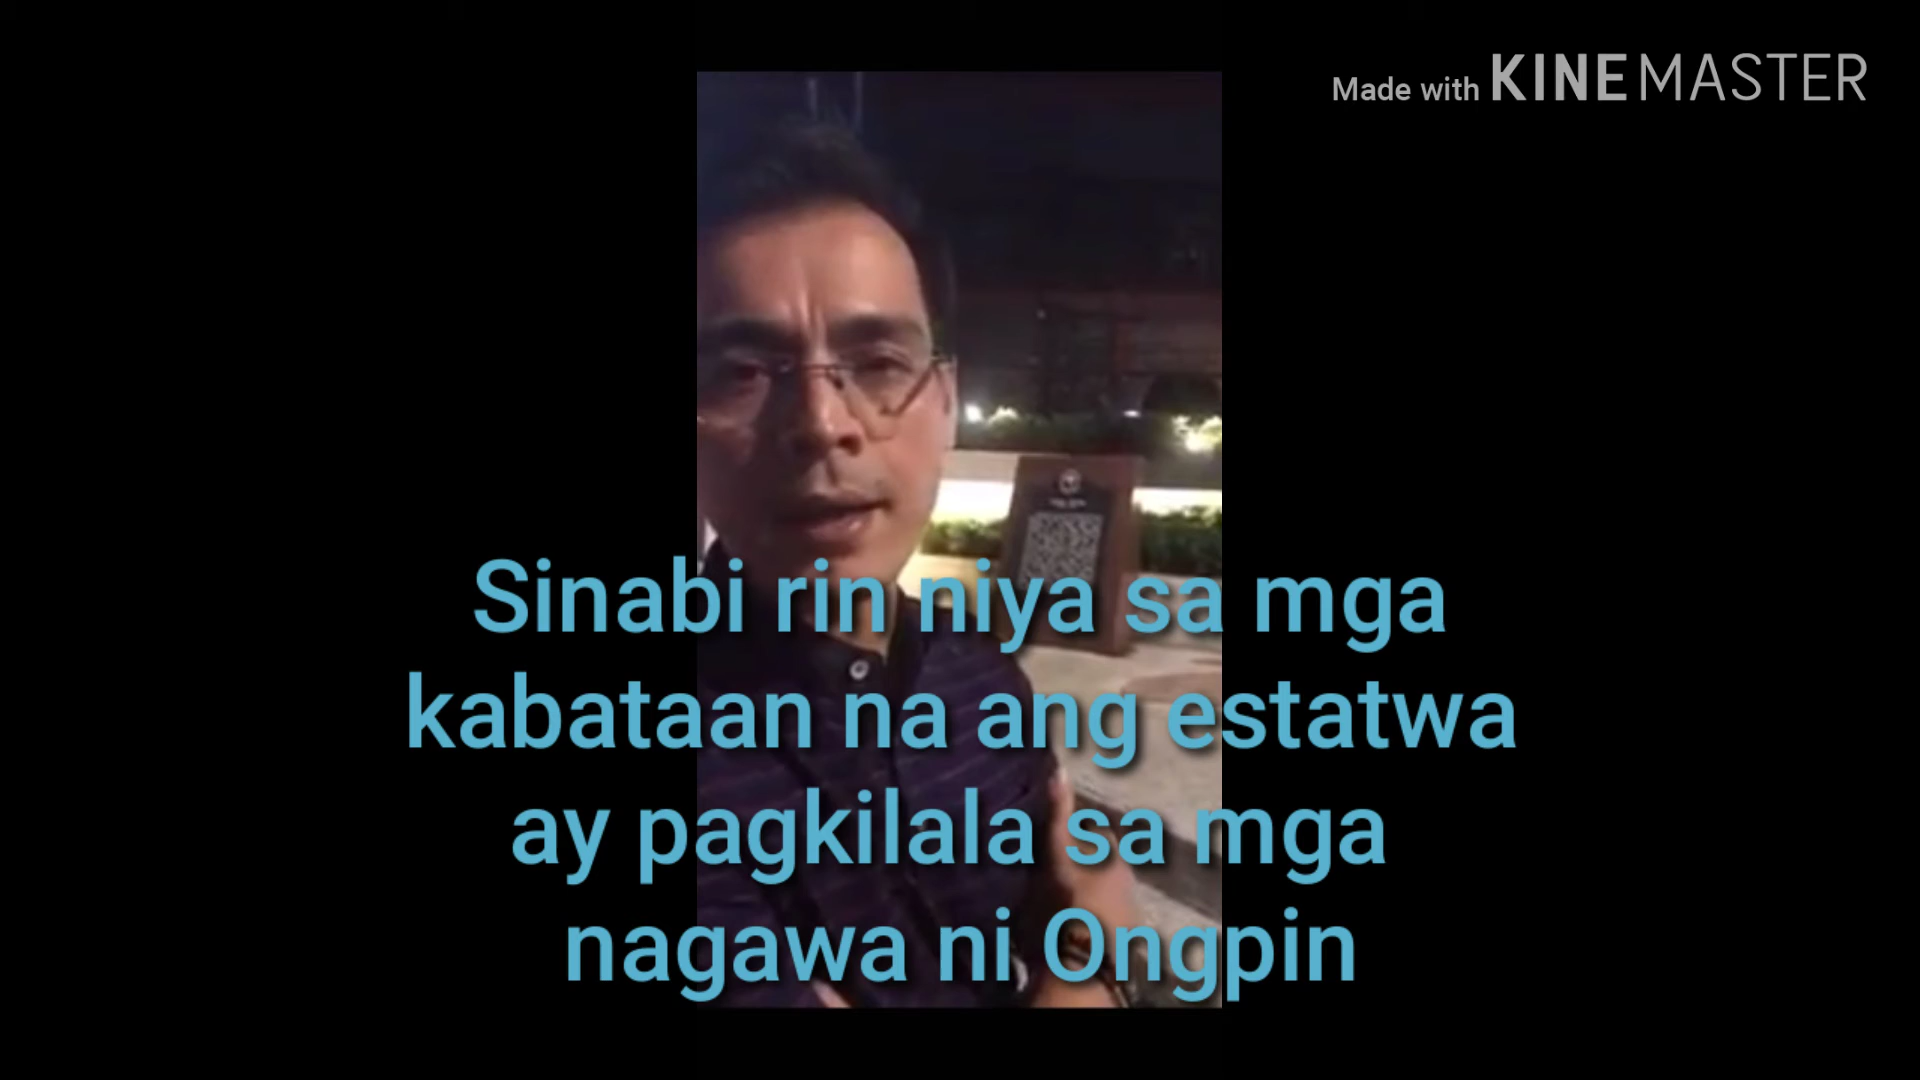 Made with KINEMASTER
Sinabi rin niya sa mga
kabataan na ang estatwa
ay pagkilala sa mga
nagawa ni Ongpin